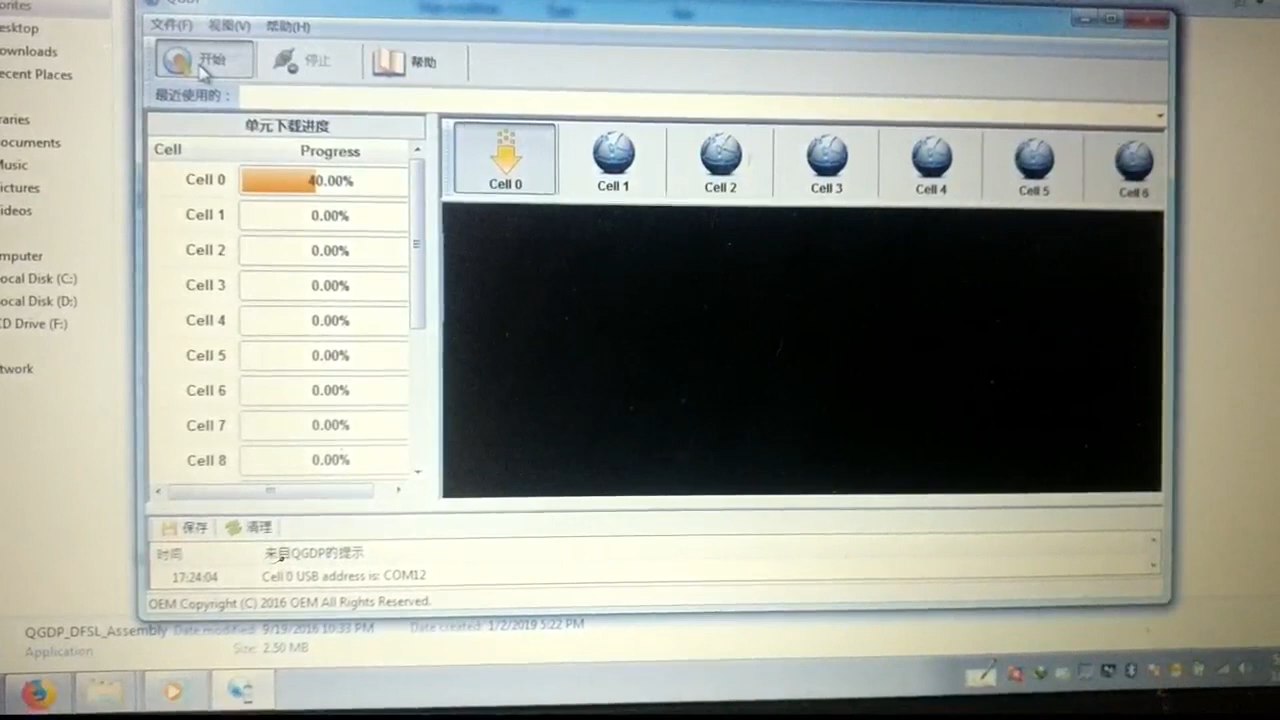 QGDP
文件(F) 视图(V) 帮助(H)
开始 停止 帮助
最近使用的：
单元下载进度
Cell Progress
Cell 0 40.00%
Cell 1 0.00%
Cell 2 0.00%
Cell 3 0.00%
Cell 4 0.00%
Cell 5 0.00%
Cell 6 0.00%
Cell 7 0.00%
Cell 8 0.00%
Cell 0 Cell 1 Cell 2 Cell 3 Cell 4 Cell 5 Cell 6
保存 清理
时间 来自QGDP的提示
17:24:04 Cell 0 USB address is: COM12
OEM Copyright (C) 2016 OEM All Rights Reserved.
orites
esktop
ownloads
ecent Places
raries
ocuments
Music
ictures
ideos
mputer
ocal Disk (C:)
ocal Disk (D:)
CD Drive (F:)
twork
QGDP_DFSL_Assembly Date modified: 9/19/2016 10:33 PM Date created: 1/2/2019 5:22 PM
Application Size: 2.50 MB